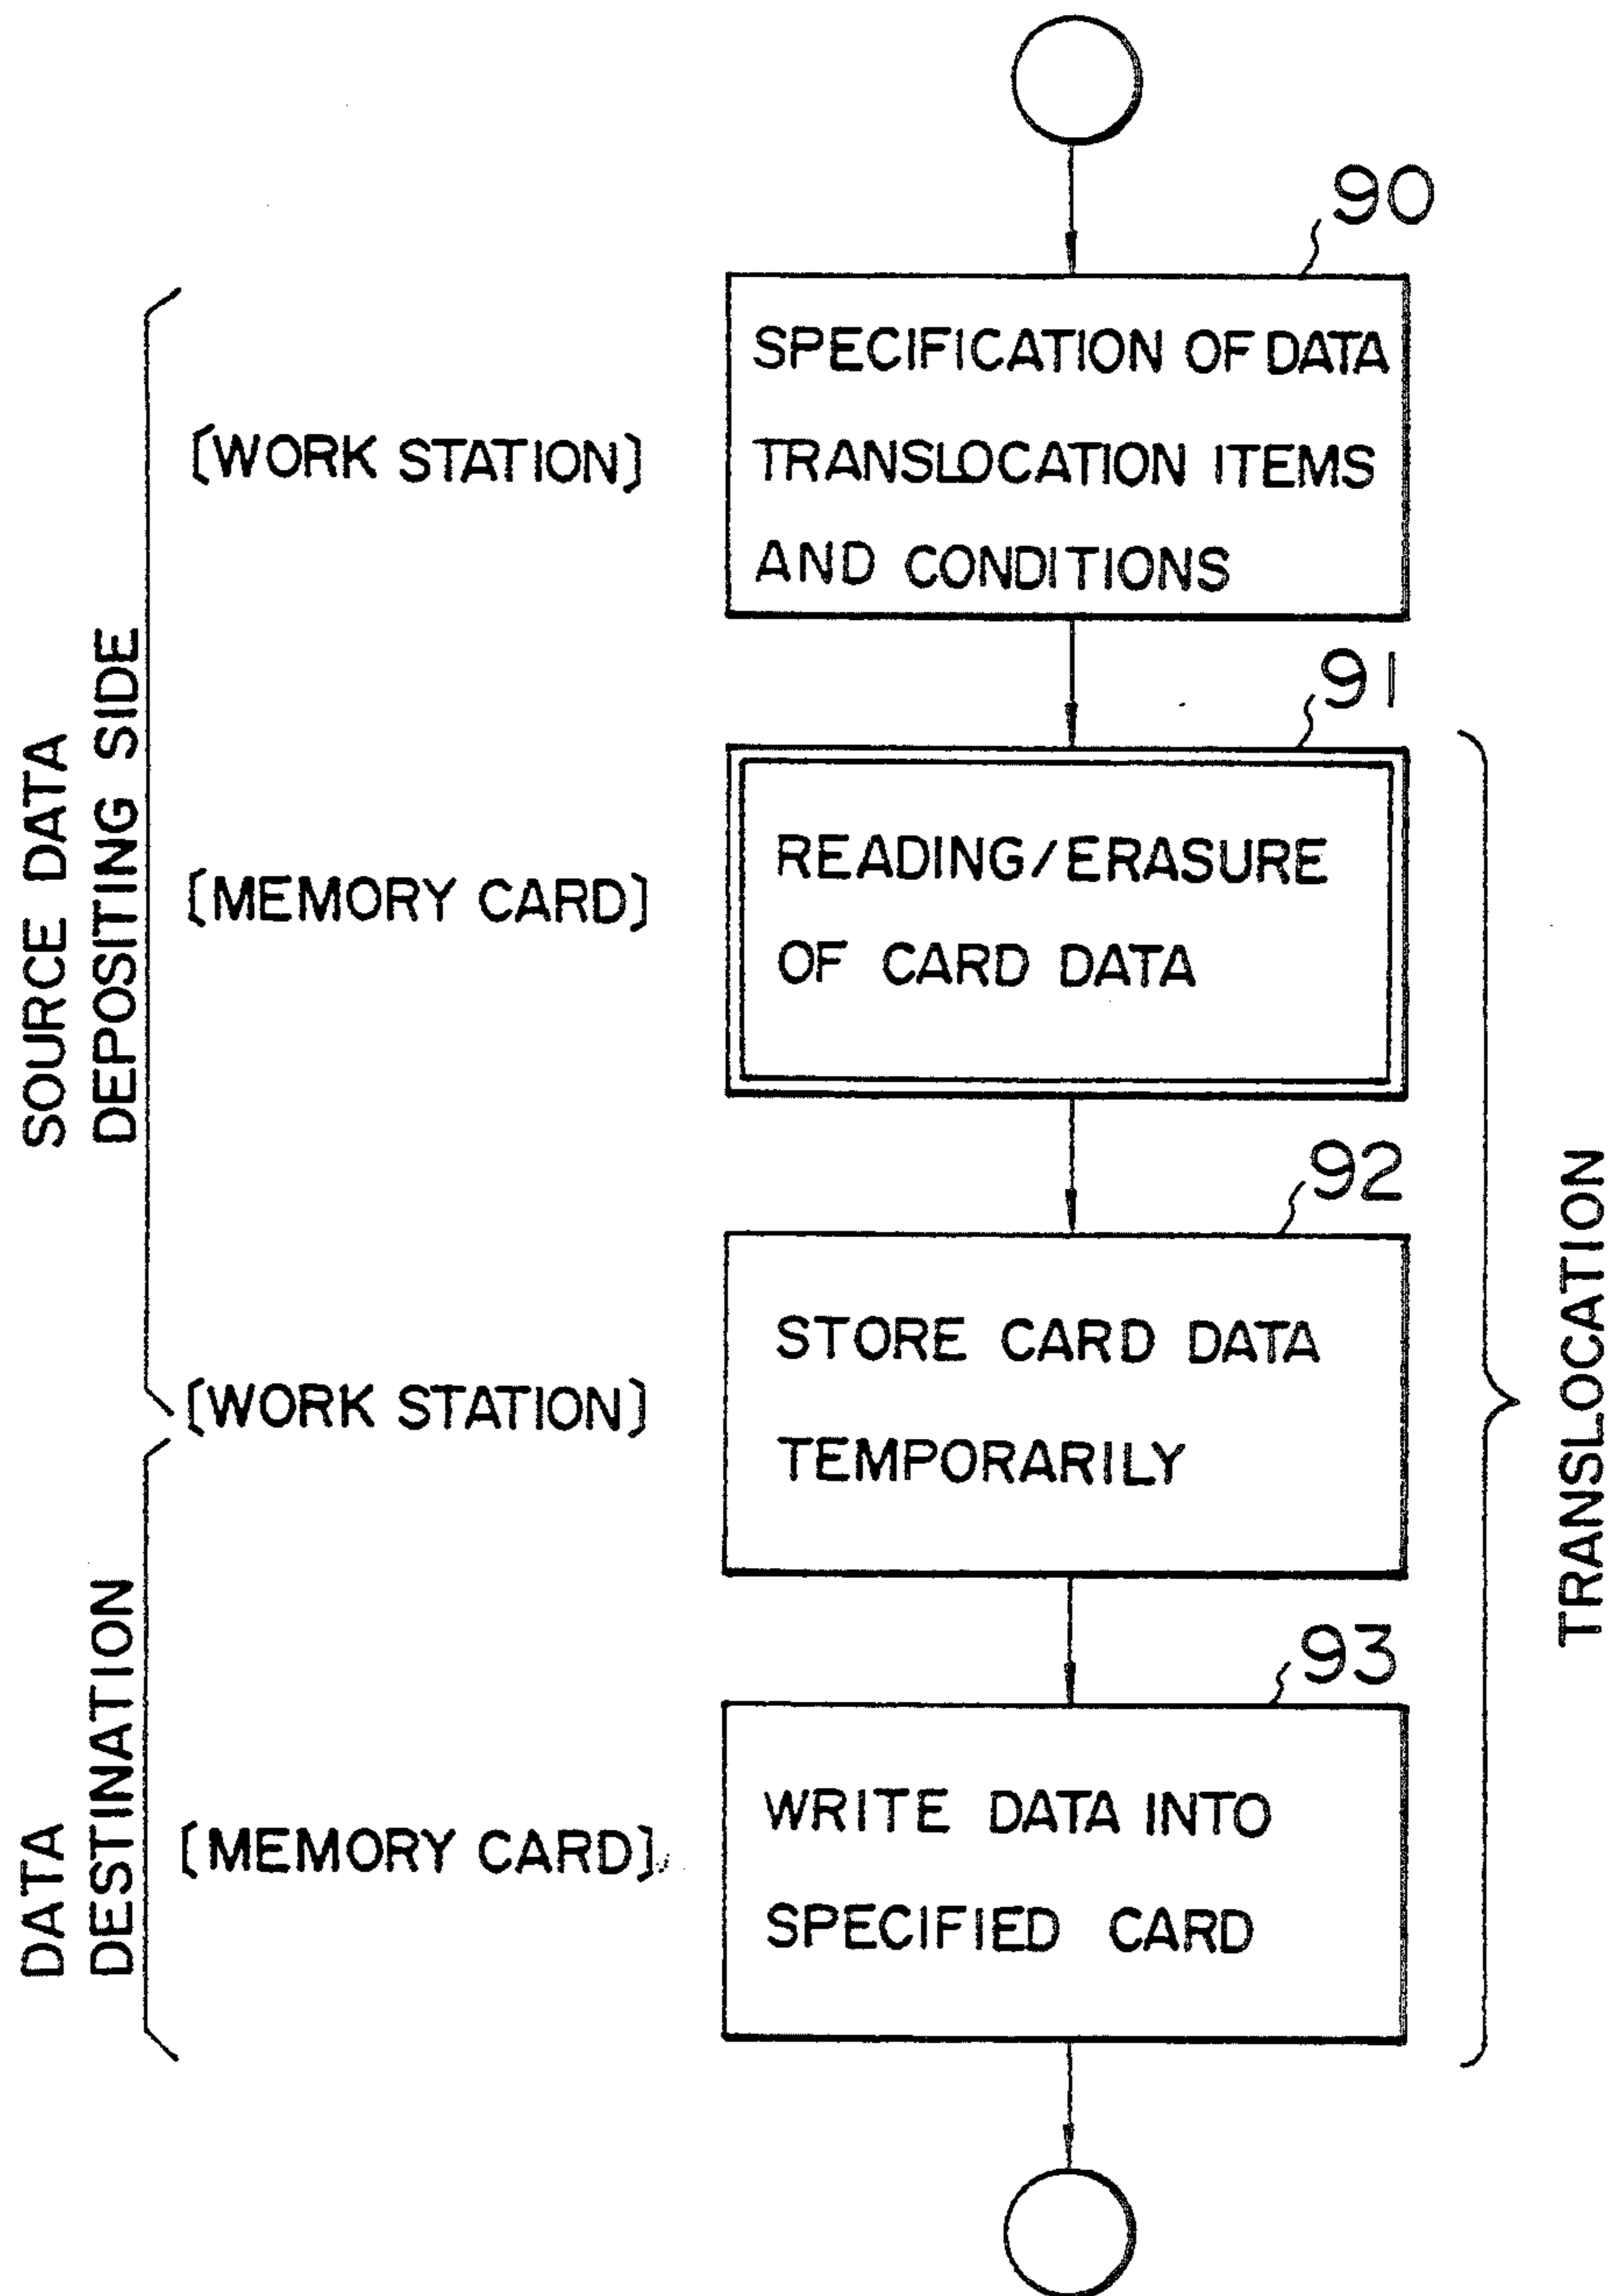 90
SPECIFICATION OF DATA
TRANSLOCATION ITEMS
AND CONDITIONS
[WORK STATION]
91
READING/ERASURE
OF CARD DATA
[MEMORY CARD]
SOURCE DATA
DEPOSITING SIDE
92
STORE CARD DATA
TEMPORARILY
[WORK STATION]
TRANSLOCATION
93
WRITE DATA INTO
SPECIFIED CARD
[MEMORY CARD]
DATA
DESTINATION